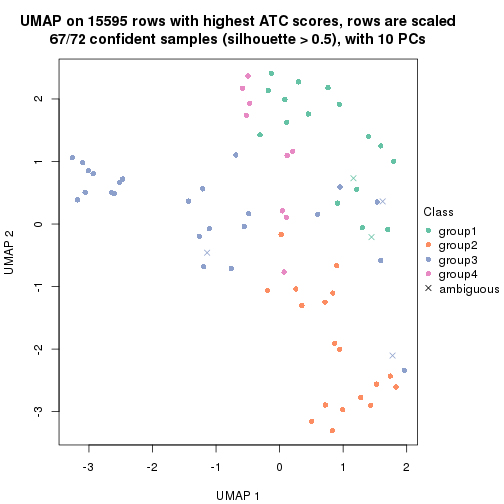 UMAP on 15595 rows with highest ATC scores, rows are scaled
67/72 confident samples (silhouette > 0.5), with 10 PCs
UMAP 2
2
1
0
-1
-2
-3
-3
-2
-1
0
1
2
UMAP 1
Class
group1
group2
group3
group4
ambiguous